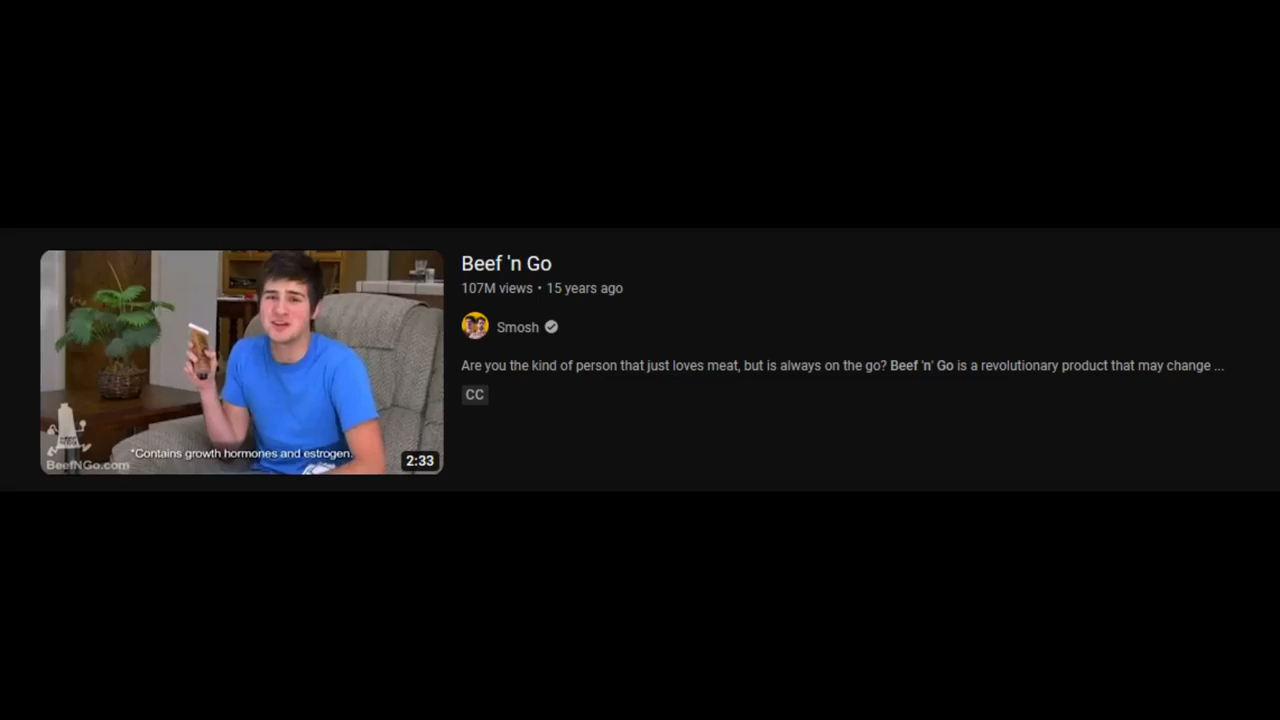 Beef 'n Go
107M views • 15 years ago
Smosh
Are you the kind of person that just loves meat, but is always on the go? Beef 'n' Go is a revolutionary product that may change ...
CC
*Contains growth hormones and estrogen.
BeefNGo.com
2:33